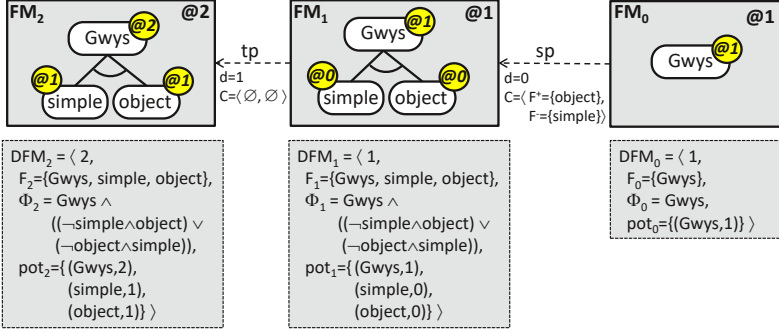 FM2 @2
@2
Gwys
@1 @1
simple object
tp
d=1
C=⟨ ∅, ∅ ⟩
FM1 @1
@1
Gwys
@0 @0
simple object
sp
d=0
C=⟨ F⁺={object},
F⁻={simple}⟩
FM0 @1
@1
Gwys
DFM2 = ⟨ 2,
F2={Gwys, simple, object},
Φ2 = Gwys ∧
((¬simple∧object) ∨
(¬object∧simple)),
pot2={(Gwys,2),
(simple,1),
(object,1)} ⟩
DFM1 = ⟨ 1,
F1={Gwys, simple, object},
Φ1 = Gwys ∧
((¬simple∧object) ∨
(¬object∧simple)),
pot1={(Gwys,1),
(simple,0),
(object,0)} ⟩
DFM0 = ⟨ 1,
F0={Gwys},
Φ0 = Gwys,
pot0={(Gwys,1)} ⟩